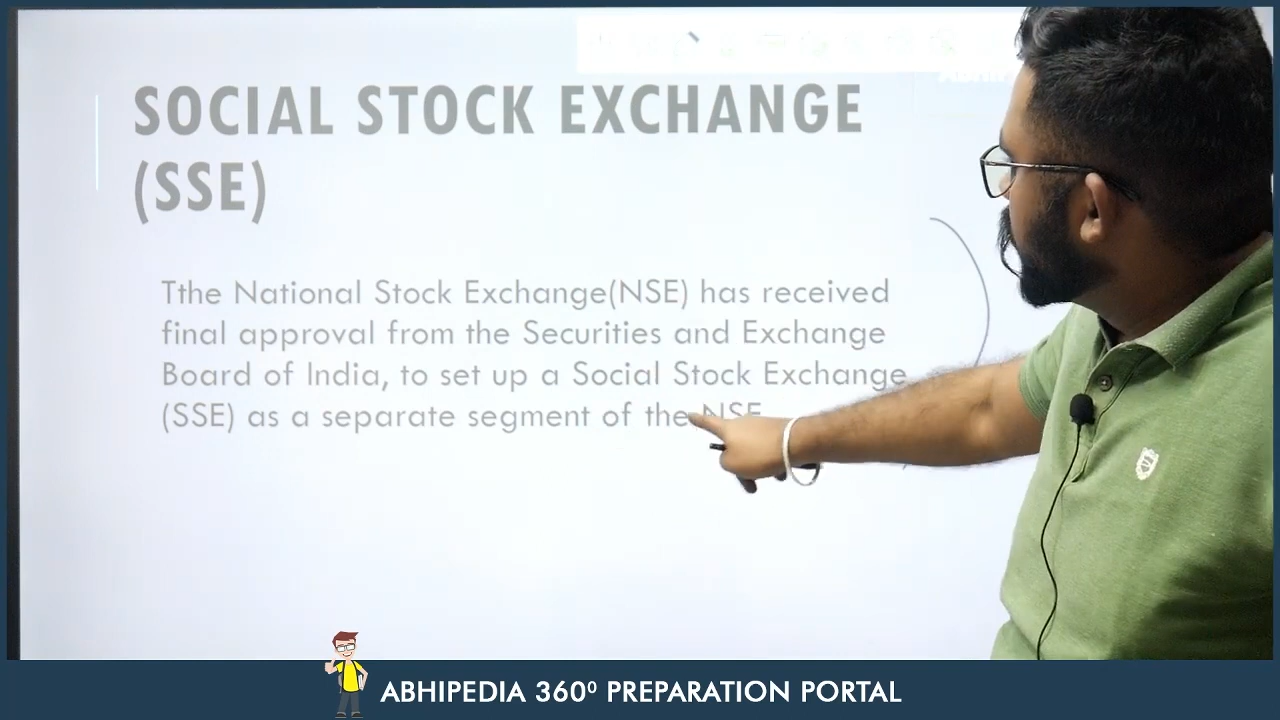 SOCIAL STOCK EXCHANGE
(SSE)
Tthe National Stock Exchange(NSE) has received
final approval from the Securities and Exchange
Board of India, to set up a Social Stock Exchange
(SSE) as a separate segment of the NSE
ABHIPEDIA 360⁰ PREPARATION PORTAL